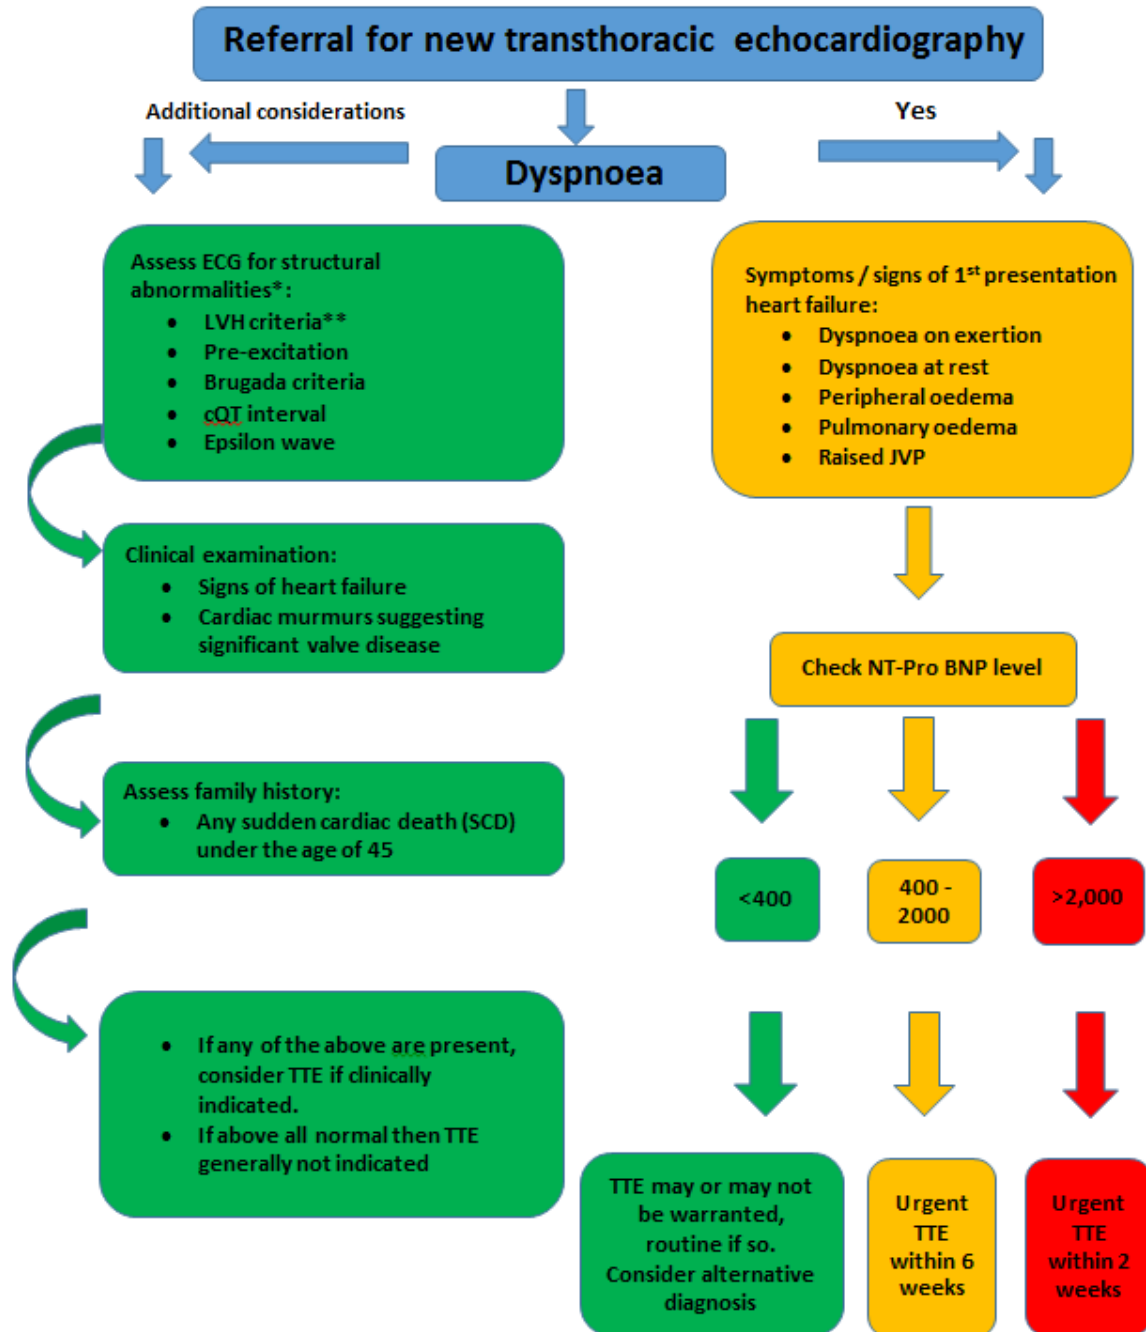 Referral for new transthoracic echocardiography
Additional considerations
Yes
Dyspnoea
Assess ECG for structural
abnormalities*:
• LVH criteria**
• Pre-excitation
• Brugada criteria
• cQT interval
• Epsilon wave
Clinical examination:
• Signs of heart failure
• Cardiac murmurs suggesting
significant valve disease
Assess family history:
• Any sudden cardiac death (SCD)
under the age of 45
• If any of the above are present,
consider TTE if clinically
indicated.
• If above all normal then TTE
generally not indicated
Symptoms / signs of 1st presentation
heart failure:
• Dyspnoea on exertion
• Dyspnoea at rest
• Peripheral oedema
• Pulmonary oedema
• Raised JVP
Check NT-Pro BNP level
<400
400 -
2000
>2,000
TTE may or may not
be warranted,
routine if so.
Consider alternative
diagnosis
Urgent
TTE
within 6
weeks
Urgent
TTE
within 2
weeks